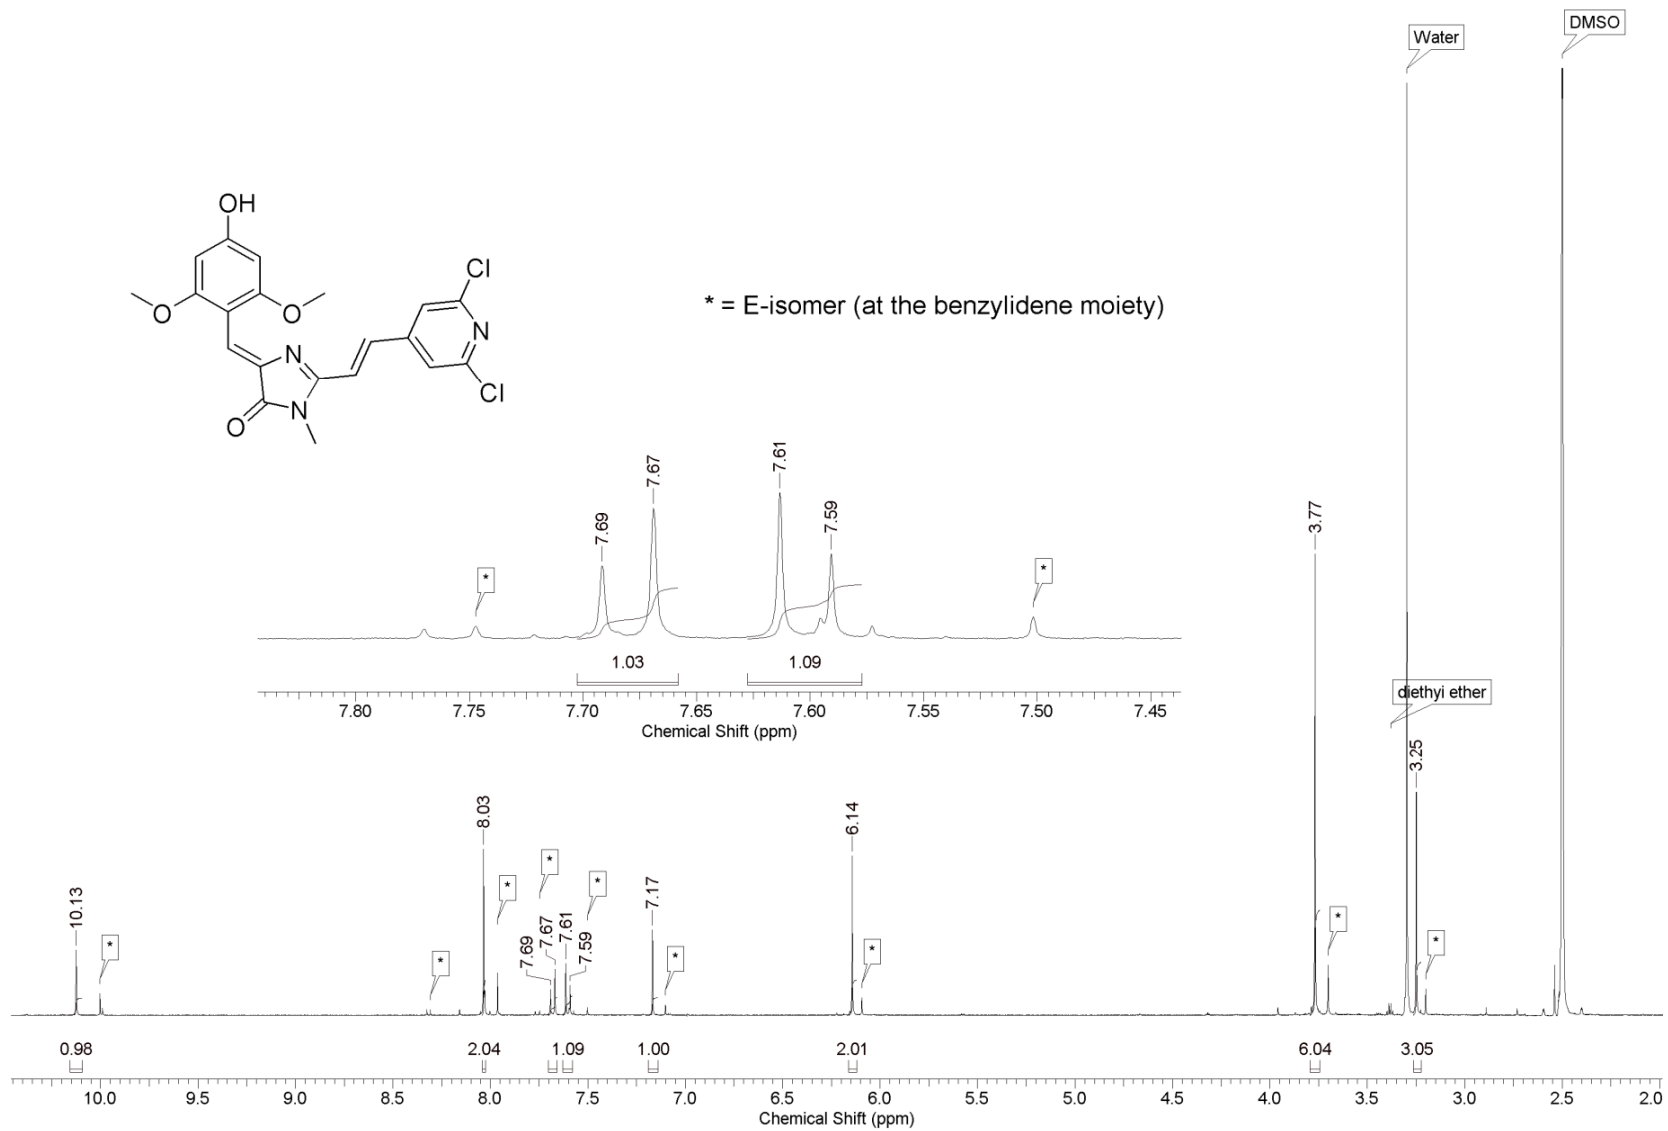 DMSO
Water
OH
Cl
O
O
N
N
O
N
Cl
* = E-isomer (at the benzylidene moiety)
7.69
7.67
7.61
7.59
*
*
1.03
1.09
7.80 7.75 7.70 7.65 7.60 7.55 7.50 7.45
Chemical Shift (ppm)
diethyi ether
10.13
*
*
8.03
*
*
7.69
7.67
7.61
7.59
*
7.17
*
6.14
*
3.77
*
3.25
*
0.98 2.04 1.09 1.00 2.01 6.04 3.05
10.0 9.5 9.0 8.5 8.0 7.5 7.0 6.5 6.0 5.5 5.0 4.5 4.0 3.5 3.0 2.5 2.0
Chemical Shift (ppm)